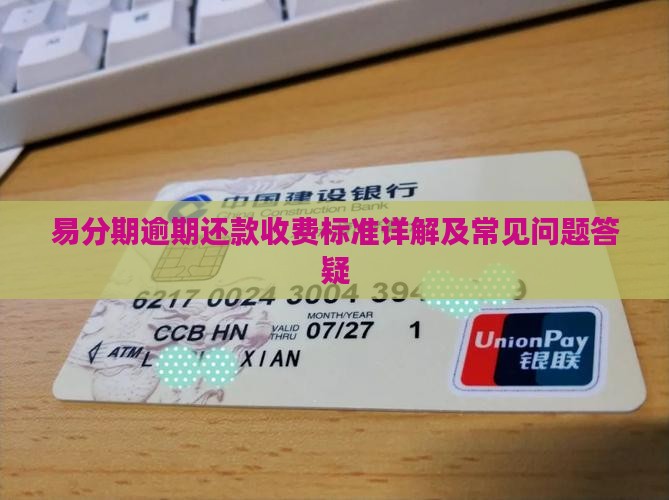 中国建设银行
China Construction Bank
易分期逾期还款收费标准详解及常见问题答
疑
6217 0024 3004 394 9
MONTH/YEAR
CCB HN VALID THRU 07/27 1
ATM L XIAN
UnionPay
银联